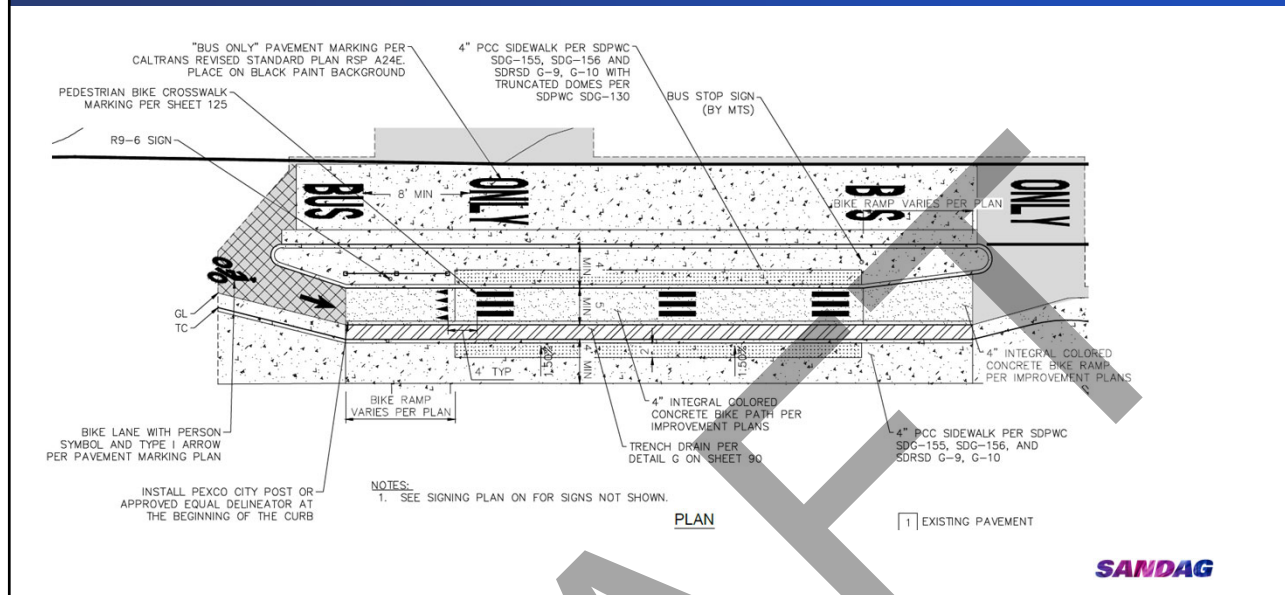 "BUS ONLY" PAVEMENT MARKING PER
CALTRANS REVISED STANDARD PLAN RSP A24E.
PLACE ON BLACK PAINT BACKGROUND
PEDESTRIAN BIKE CROSSWALK
MARKING PER SHEET 125
R9-6 SIGN
4" PCC SIDEWALK PER SDPWC
SDG-155, SDG-156 AND
SDRSD G-9, G-10 WITH
TRUNCATED DOMES PER
SDPWC SDG-130
BUS STOP SIGN
(BY MTS)
BUS
8' MIN
ONLY
BUS
BIKE RAMP VARIES PER PLAN
ONLY
4' MIN
5' MIN
GL
TC
4' TYP
1.50%
4' MIN
2'
1.50%
BIKE RAMP
VARIES PER PLAN
4" INTEGRAL COLORED
CONCRETE BIKE RAMP
PER IMPROVEMENT PLANS
4" INTEGRAL COLORED
CONCRETE BIKE PATH PER
IMPROVEMENT PLANS
BIKE LANE WITH PERSON
SYMBOL AND TYPE I ARROW
PER PAVEMENT MARKING PLAN
TRENCH DRAIN PER
DETAIL G ON SHEET 90
4" PCC SIDEWALK PER SDPWC
SDG-155, SDG-156, AND
SDRSD G-9, G-10
INSTALL PEXCO CITY POST OR
APPROVED EQUAL DELINEATOR AT
THE BEGINNING OF THE CURB
NOTES:
1. SEE SIGNING PLAN ON FOR SIGNS NOT SHOWN.
PLAN
1 EXISTING PAVEMENT
SANDAG